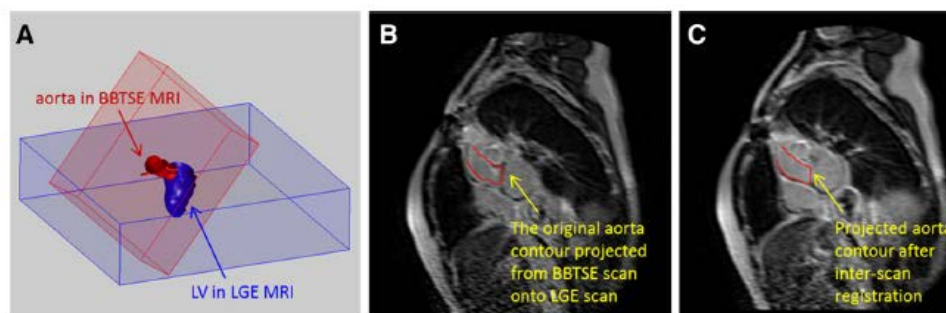 A
aorta in BBTSE MRI
LV in LGE MRI
B
The original aorta
contour projected
from BBTSE scan
onto LGE scan
C
Projected aorta
contour after
inter-scan
registration